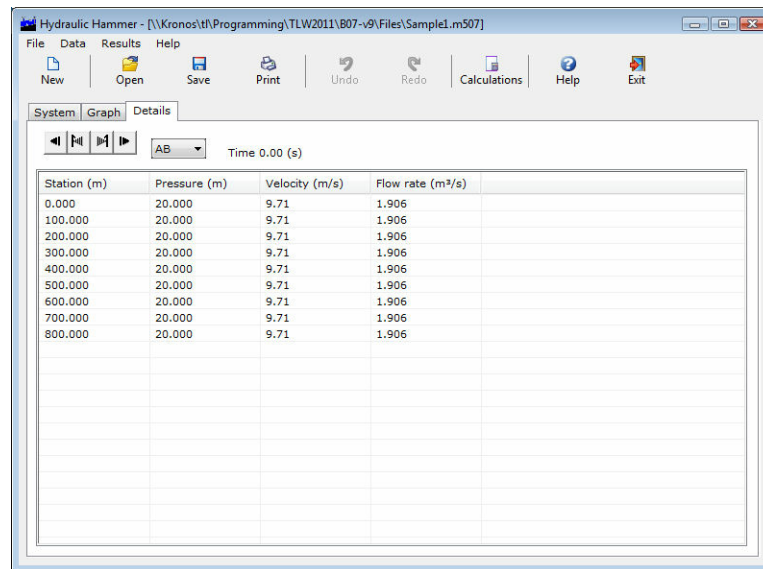 Hydraulic Hammer - [\\Kronos\tl\Programming\TLW2011\B07-v9\Files\Sample1.m507]
File Data Results Help
New Open Save Print Undo Redo Calculations Help Exit
System Graph Details
AB Time 0.00 (s)
Station (m) Pressure (m) Velocity (m/s) Flow rate (m³/s)
0.000 20.000 9.71 1.906
100.000 20.000 9.71 1.906
200.000 20.000 9.71 1.906
300.000 20.000 9.71 1.906
400.000 20.000 9.71 1.906
500.000 20.000 9.71 1.906
600.000 20.000 9.71 1.906
700.000 20.000 9.71 1.906
800.000 20.000 9.71 1.906